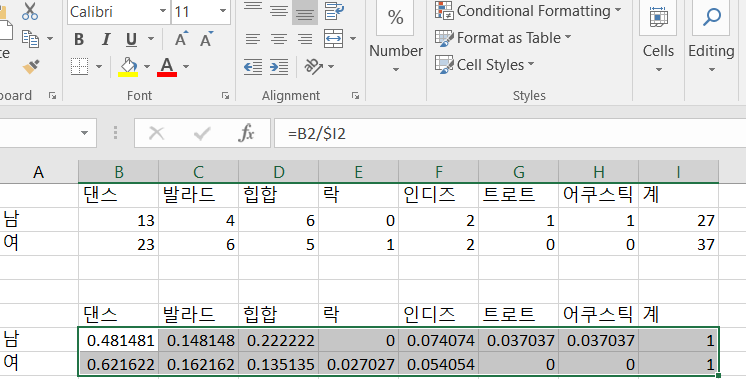 Calibri 11
Conditional Formatting
% Format as Table Cells Editing
te B I U A A A Number Cell Styles
board Font Alignment Styles
fx =B2/$I2
A B C D E F G H I
댄스 발라드 힙합 락 인디즈 트로트 어쿠스틱 계
남 13 4 6 0 2 1 1 27
여 23 6 5 1 2 0 0 37
댄스 발라드 힙합 락 인디즈 트로트 어쿠스틱 계
남 0.481481 0.148148 0.222222 0 0.074074 0.037037 0.037037 1
여 0.621622 0.162162 0.135135 0.027027 0.054054 0 0 1